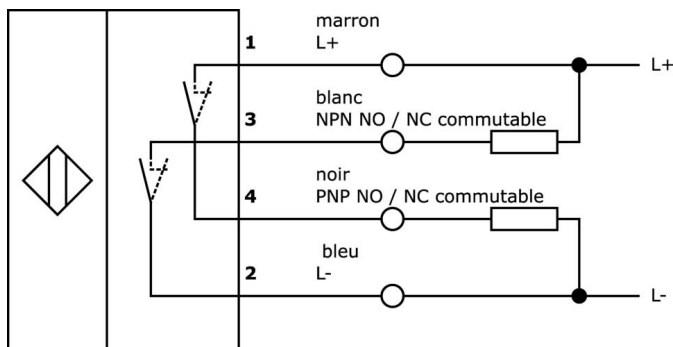 marron
1 L+
L+
blanc
3 NPN NO / NC commutable
noir
4 PNP NO / NC commutable
bleu
2 L-
L-